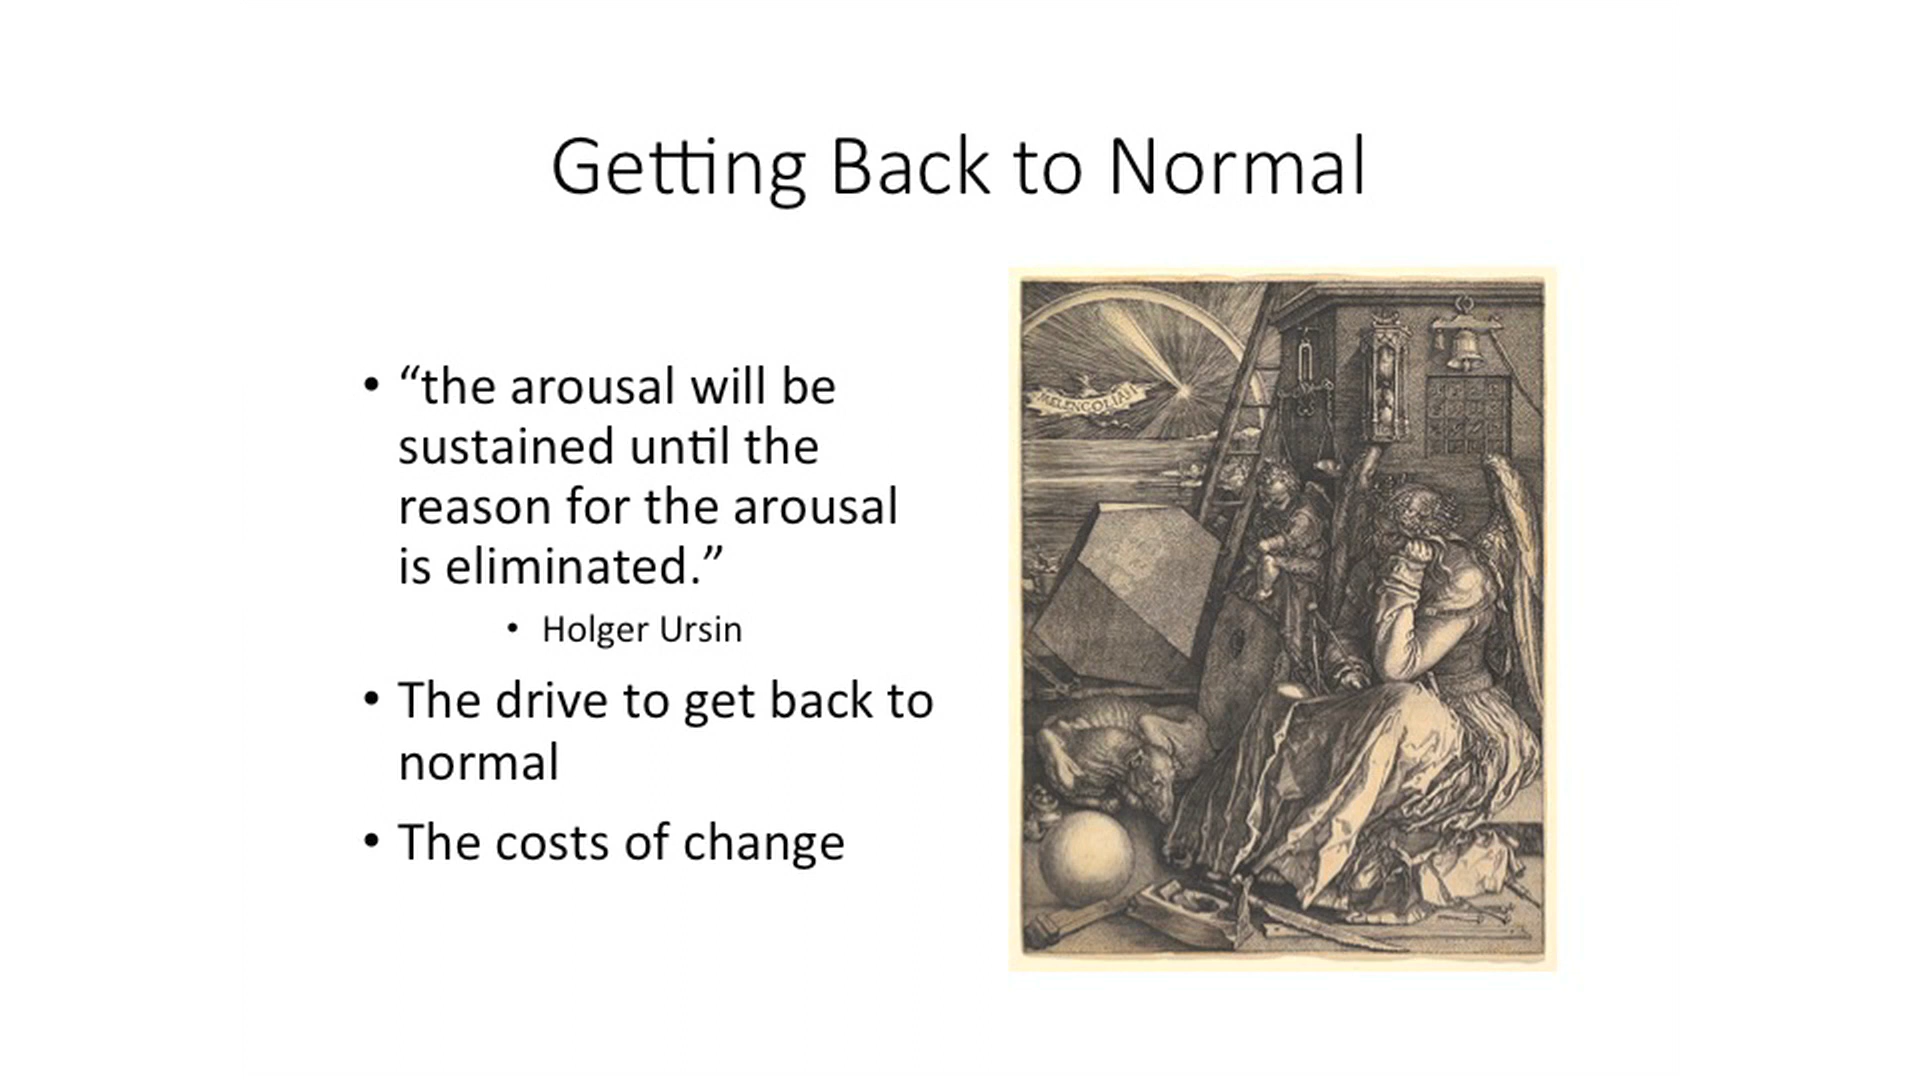 Getting Back to Normal
• “the arousal will be
sustained until the
reason for the arousal
is eliminated.”
• Holger Ursin
• The drive to get back to
normal
• The costs of change
MELENCOLIA I